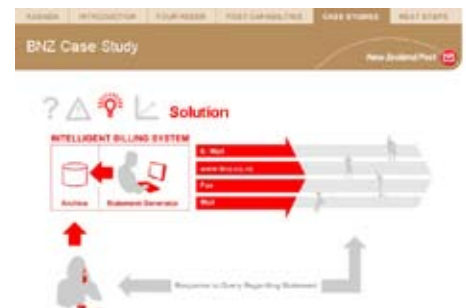 AGENDA INTRODUCTION YOUR NEEDS POST CAPABILITIES CASE STUDIES NEXT STEPS
BNZ Case Study
New Zealand Post
Solution
INTELLIGENT BILLING SYSTEM
E-Mail
www.bnz.co.nz
Fax
Mail
Archive Statement Generator
Response to Query Regarding Statement